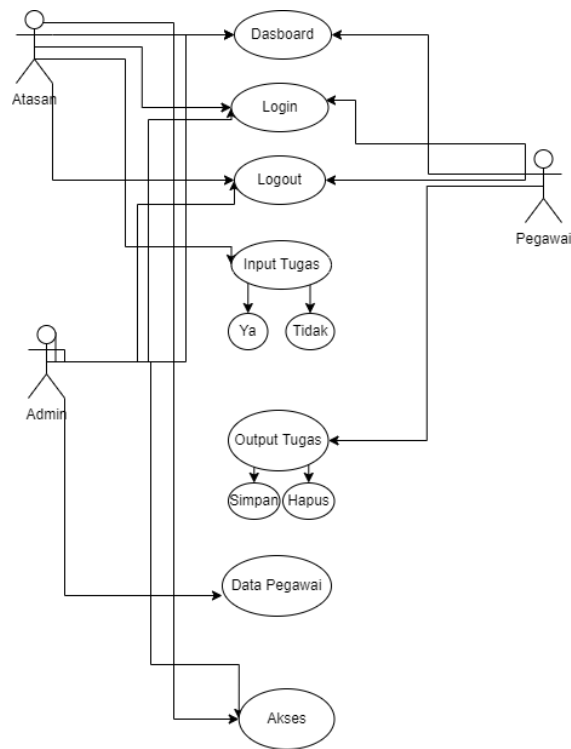 Dasboard
Atasan
Login
Logout
Pegawai
Input Tugas
Ya
Tidak
Admin
Output Tugas
Simpan
Hapus
Data Pegawai
Akses